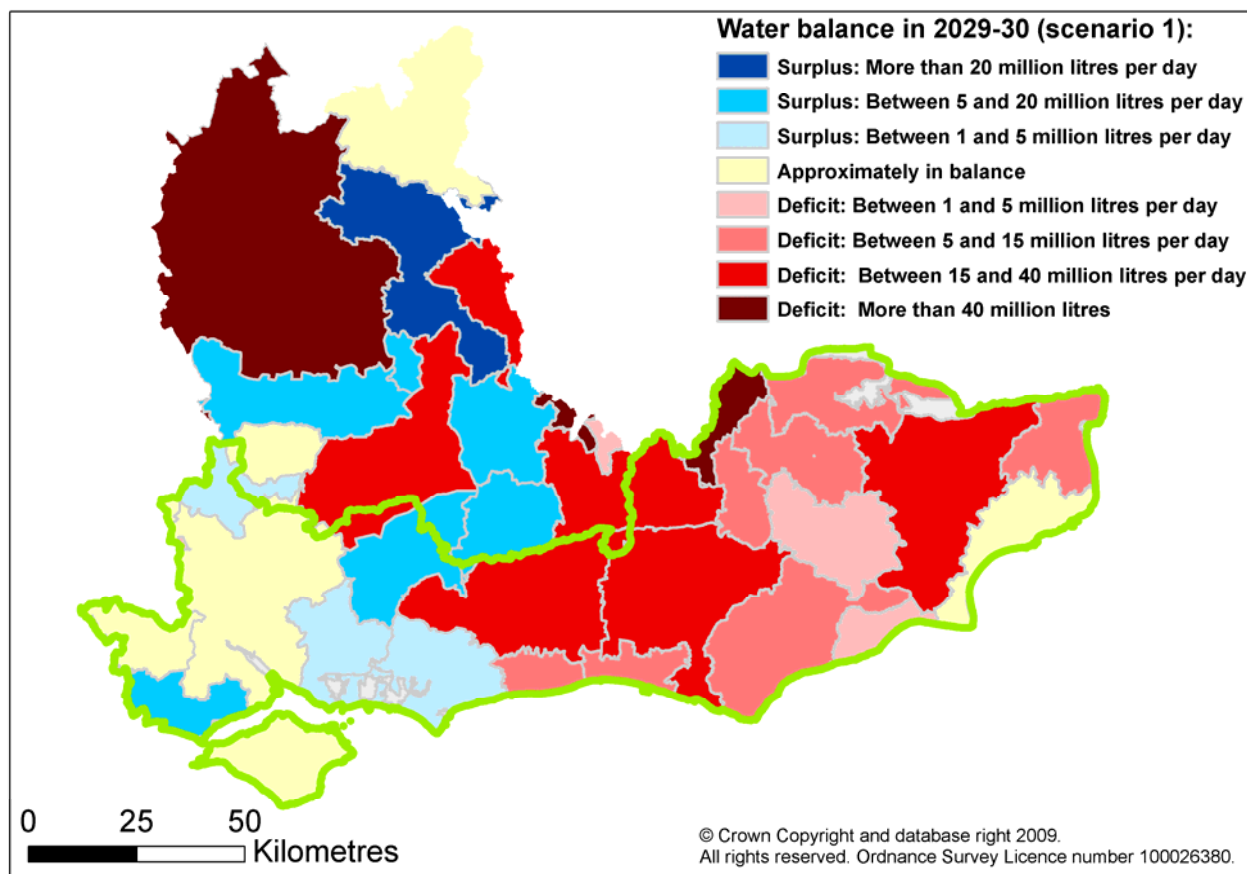 Water balance in 2029-30 (scenario 1):
Surplus: More than 20 million litres per day
Surplus: Between 5 and 20 million litres per day
Surplus: Between 1 and 5 million litres per day
Approximately in balance
Deficit: Between 1 and 5 million litres per day
Deficit: Between 5 and 15 million litres per day
Deficit: Between 15 and 40 million litres per day
Deficit: More than 40 million litres
0 25 50
Kilometres
© Crown Copyright and database right 2009.
All rights reserved. Ordnance Survey Licence number 100026380.